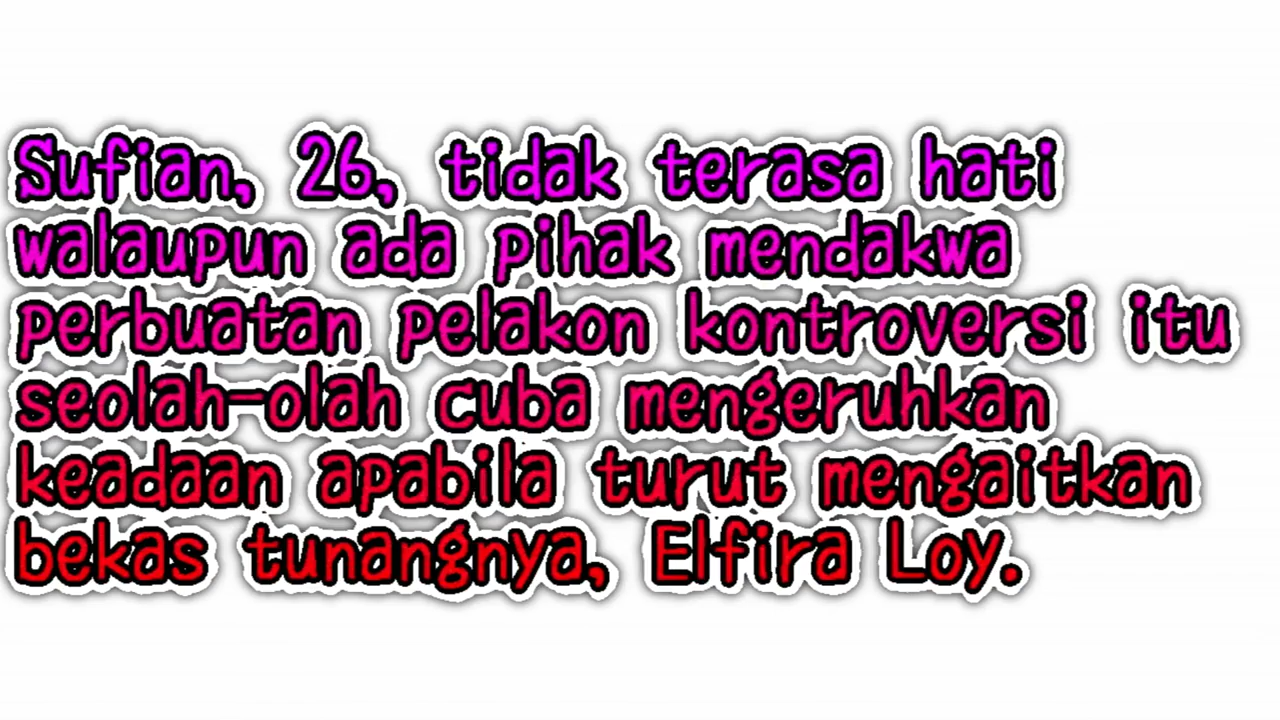 Sufian, 26, tidak terasa hati
walaupun ada pihak mendakwa
perbuatan pelakon kontroversi itu
seolah-olah cuba mengeruhkan
keadaan apabila turut mengaitkan
bekas tunangnya, Elfira Loy.